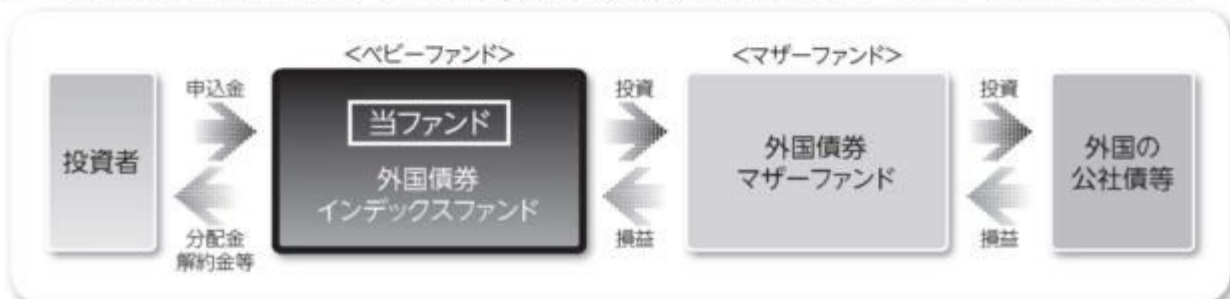 <ベビーファンド>
<マザーファンド>
申込金
投資
投資
投資者
当ファンド
外国債券
インデックスファンド
外国債券
マザーファンド
外国の
公社債等
分配金
解約金等
損益
損益